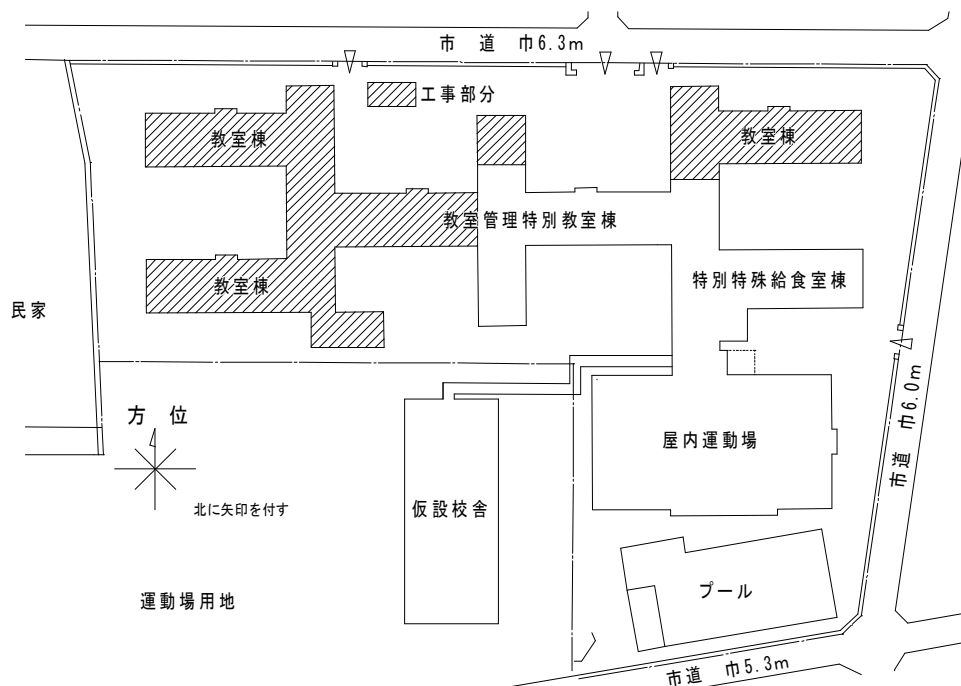 市 道 巾6.3m
工事部分
教室棟
教室棟
教室管理特別教室棟
教室棟
特別特殊給食室棟
民家
市道 巾6.0m
方 位
屋内運動場
仮設校舎
北に矢印を付す
プール
運動場用地
市道 巾5.3m